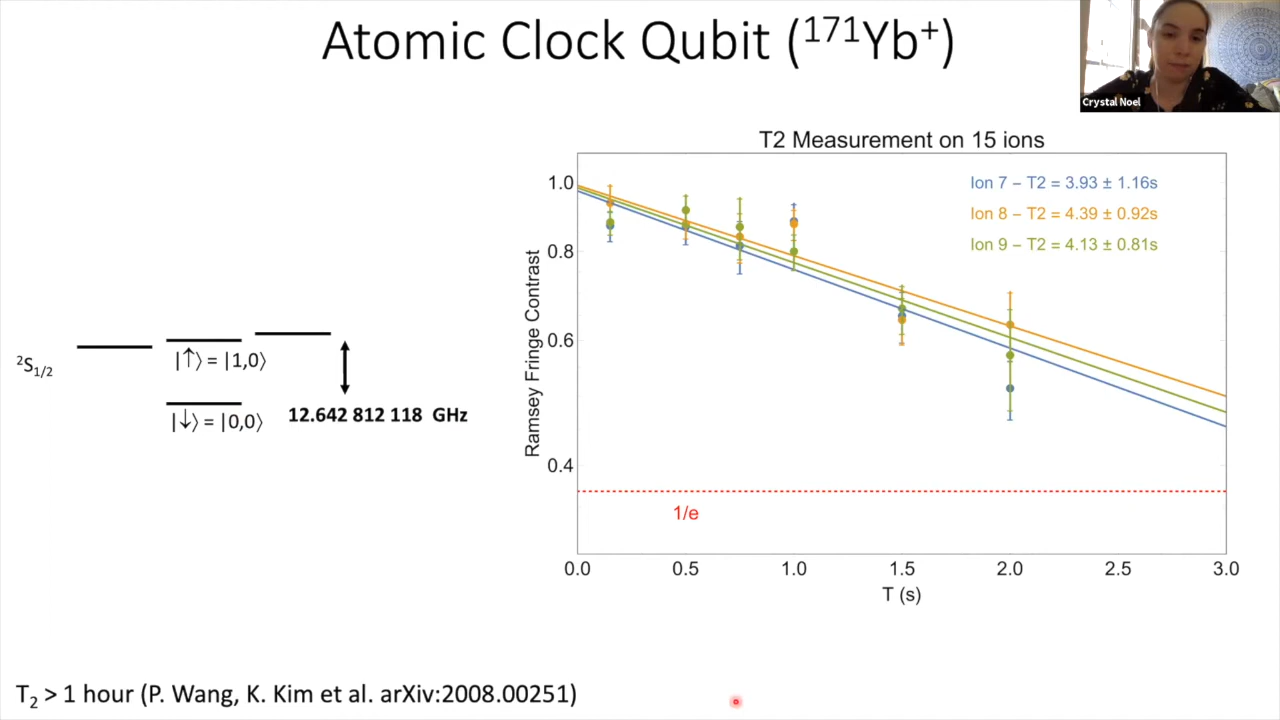 Atomic Clock Qubit (¹⁷¹Yb⁺)
Crystal Noel
T2 Measurement on 15 ions
Ion 7 – T2 = 3.93 ± 1.16s
Ion 8 – T2 = 4.39 ± 0.92s
Ion 9 – T2 = 4.13 ± 0.81s
1.0
0.8
0.6
0.4
Ramsey Fringe Contrast
1/e
0.0 0.5 1.0 1.5 2.0 2.5 3.0
T (s)
²S₁/₂
|↑⟩ = |1,0⟩
|↓⟩ = |0,0⟩
12.642 812 118 GHz
T₂ > 1 hour (P. Wang, K. Kim et al. arXiv:2008.00251)